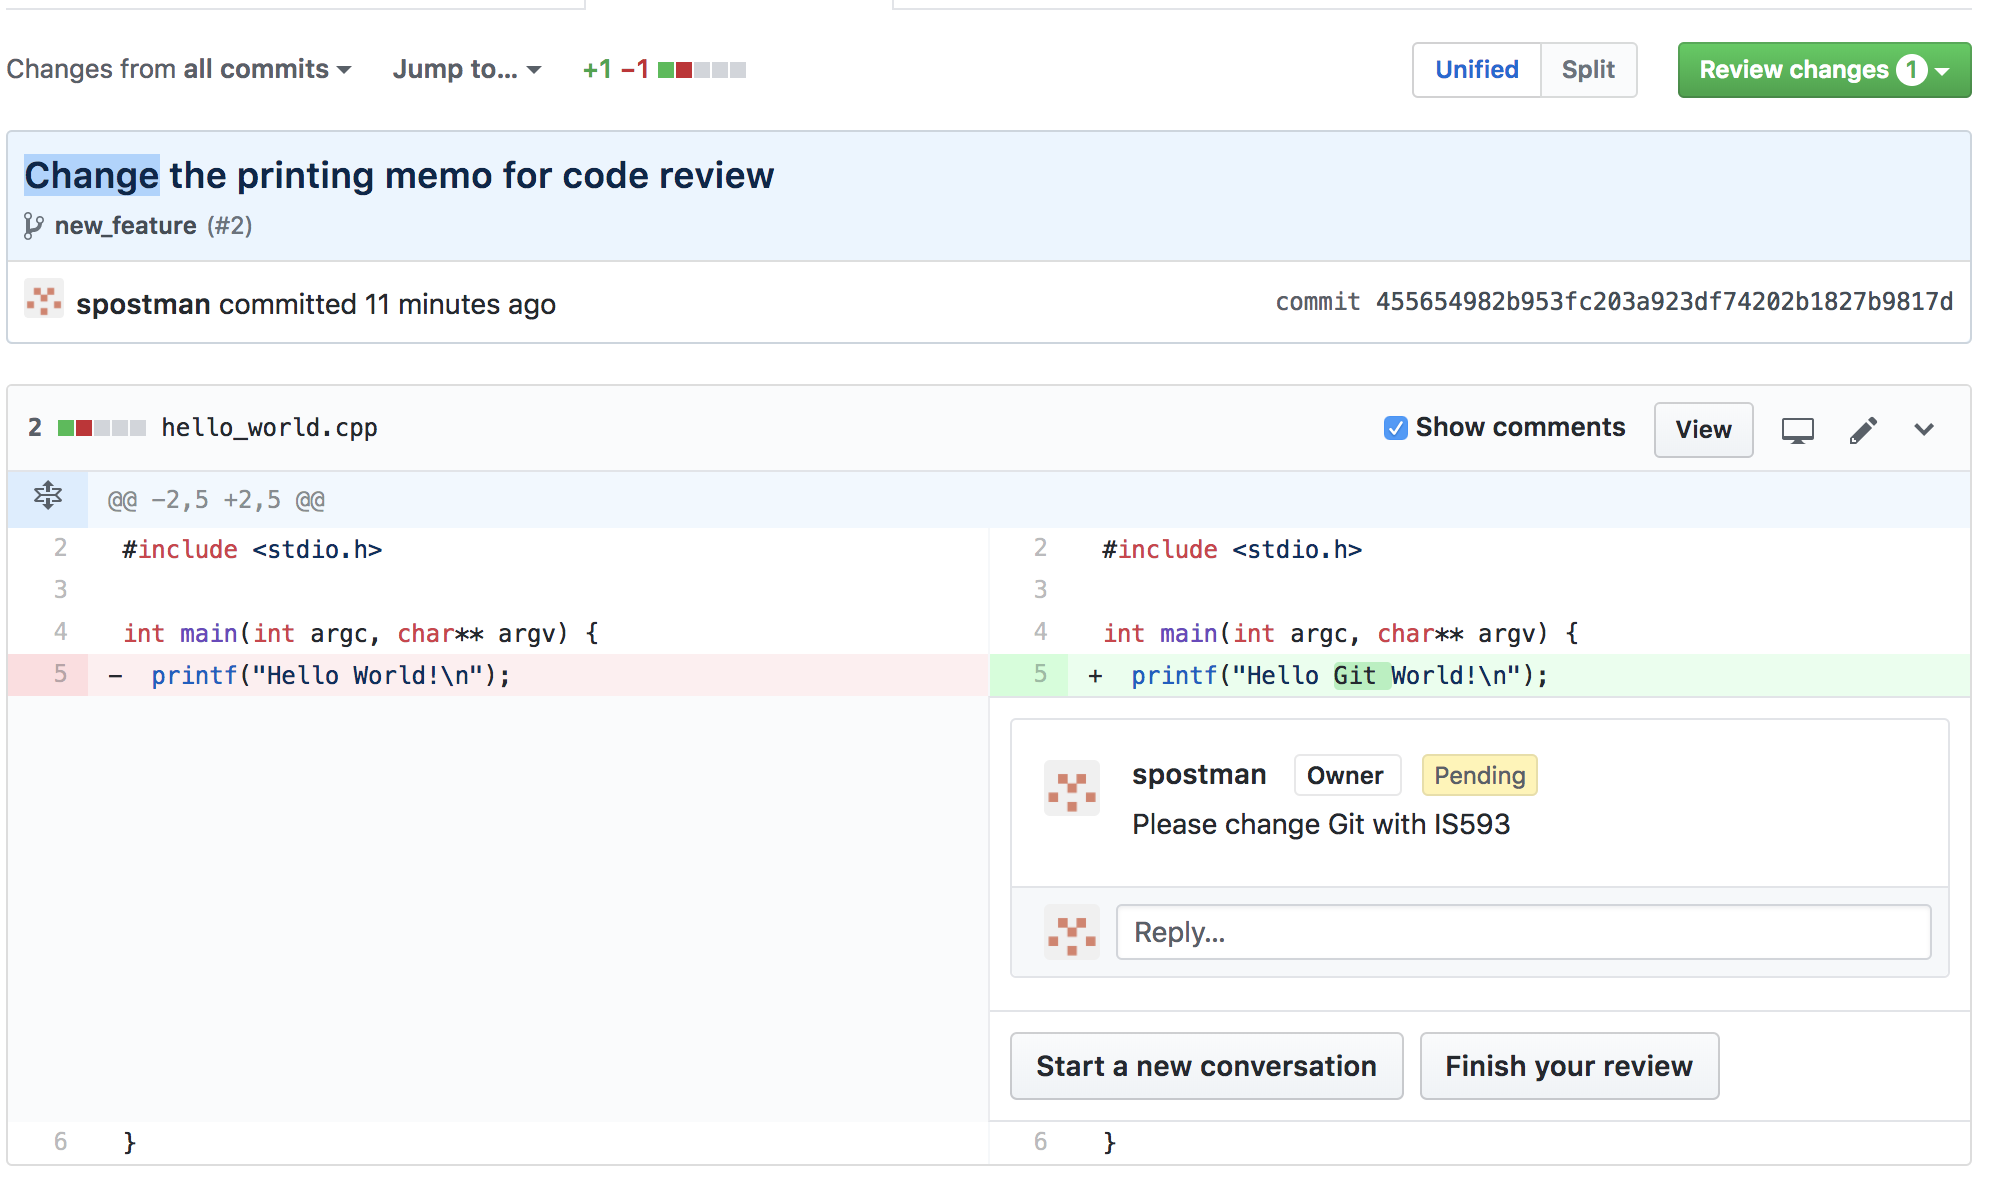 Changes from all commits Jump to... +1 −1 Unified Split Review changes 1
Change the printing memo for code review
new_feature (#2)
spostman committed 11 minutes ago commit 455654982b953fc203a923df74202b1827b9817d
2 hello_world.cpp Show comments View
@@ −2,5 +2,5 @@
2 #include <stdio.h> 2 #include <stdio.h>
3 3
4 int main(int argc, char** argv) { 4 int main(int argc, char** argv) {
5 − printf("Hello World!\n"); 5 + printf("Hello Git World!\n");
spostman Owner Pending
Please change Git with IS593
Reply...
Start a new conversation Finish your review
6 } 6 }